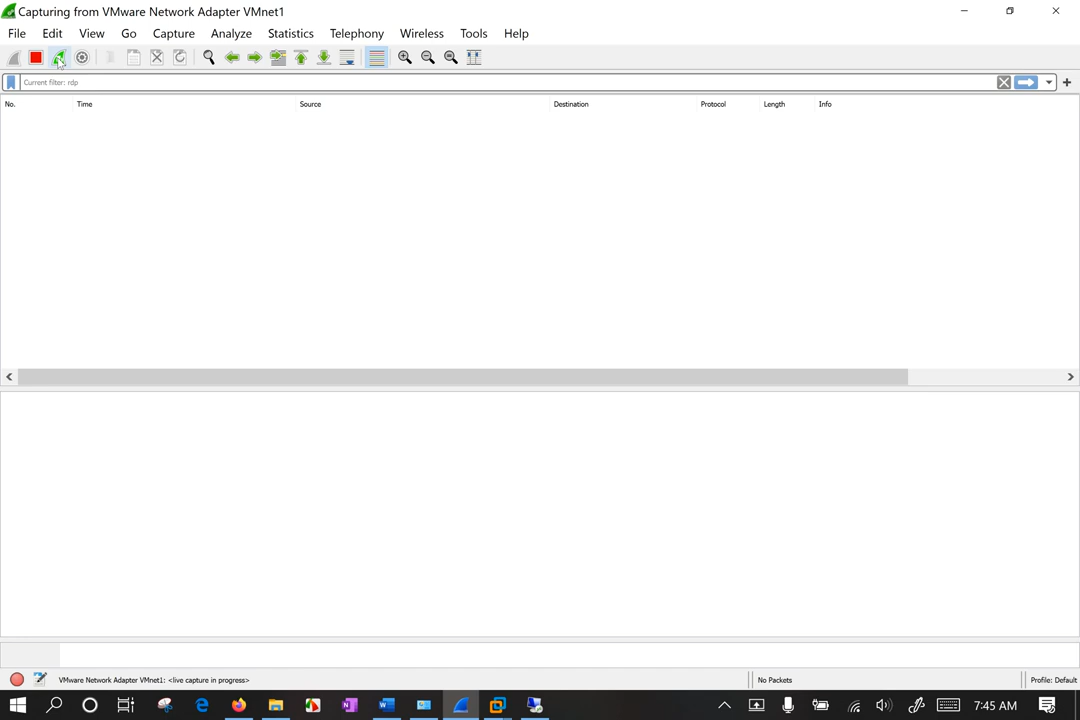 Capturing from VMware Network Adapter VMnet1
File Edit View Go Capture Analyze Statistics Telephony Wireless Tools Help
Current filter: rdp
No. Time Source Destination Protocol Length Info
VMware Network Adapter VMnet1: <live capture in progress>
No Packets
Profile: Default
7:45 AM